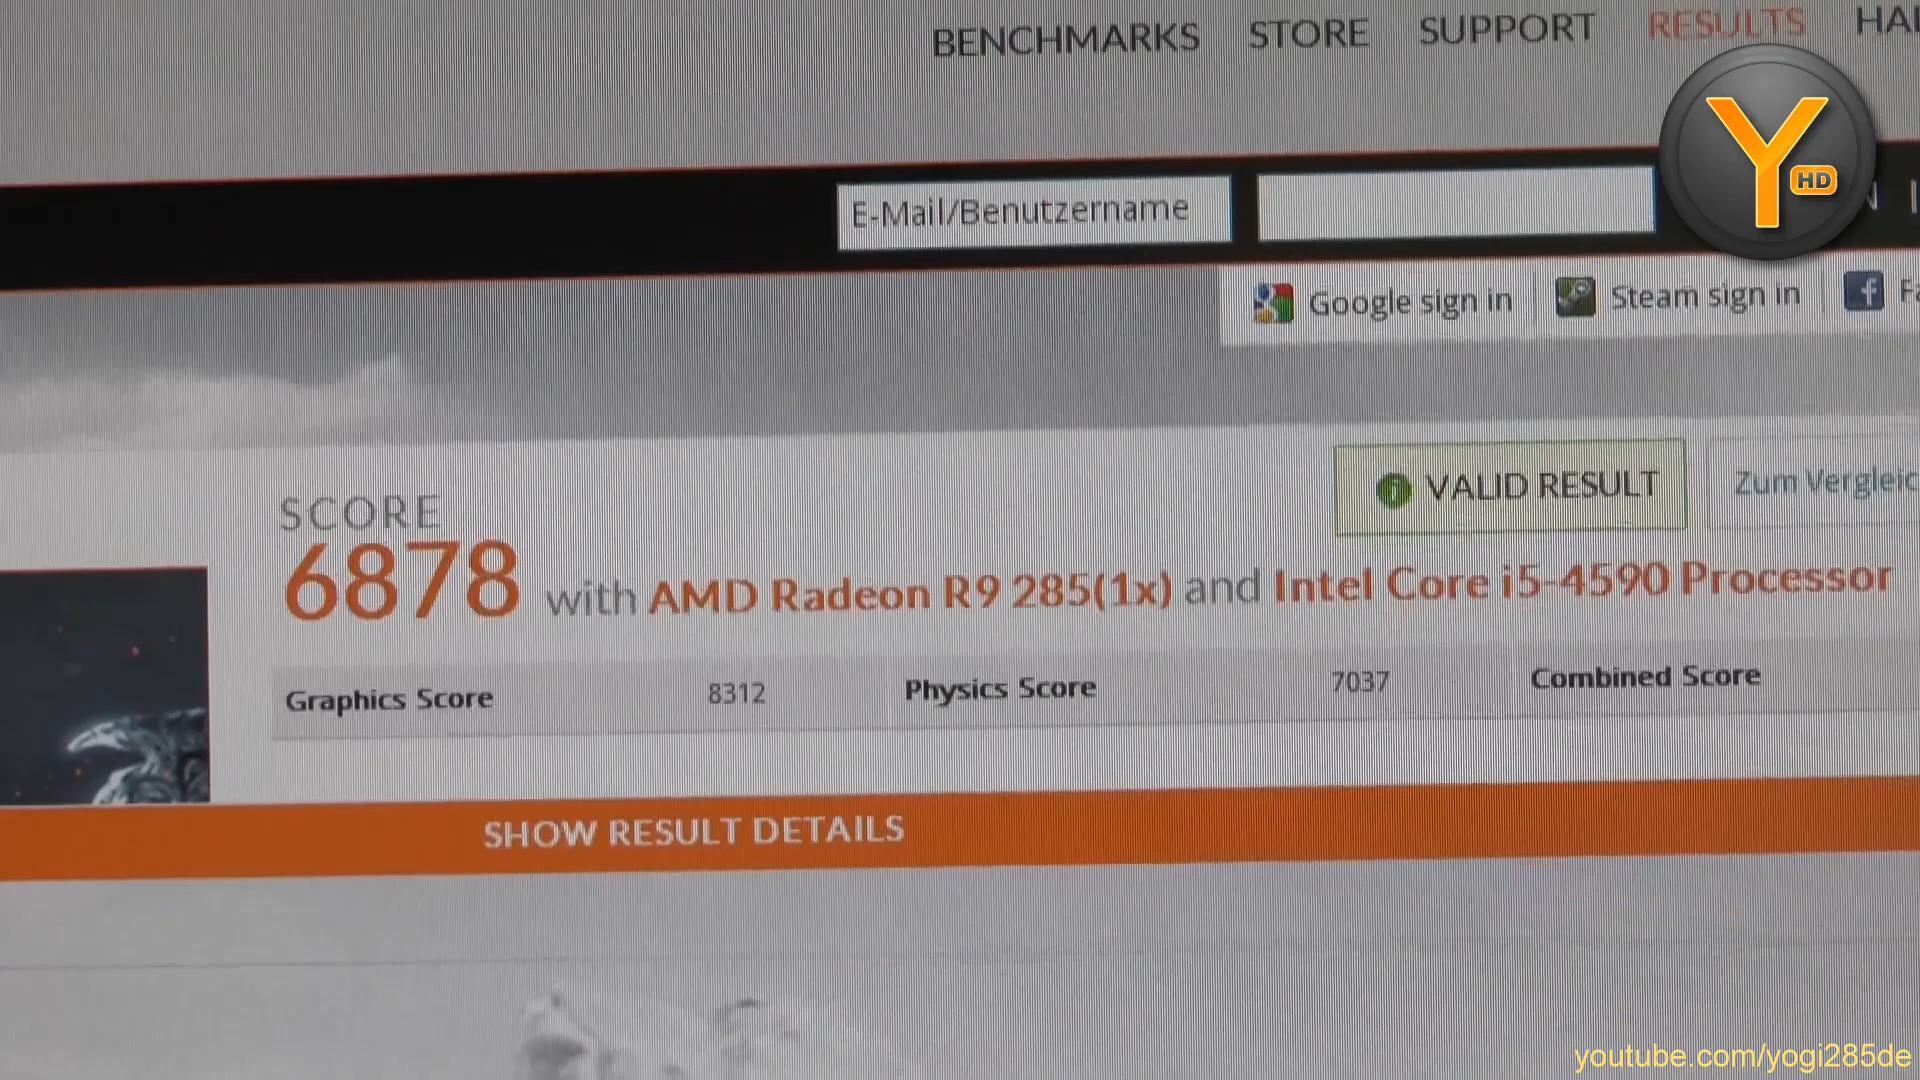 BENCHMARKS STORE SUPPORT RESULTS
Y HD
E-Mail/Benutzername
Google sign in Steam sign in
VALID RESULT Zum
SCORE
6878 with AMD Radeon R9 285(1x) and Intel Core i5-4590 Processor
Graphics Score 8312 Physics Score 7037 Combined Score
SHOW RESULT DETAILS
youtube.com/yogi285de